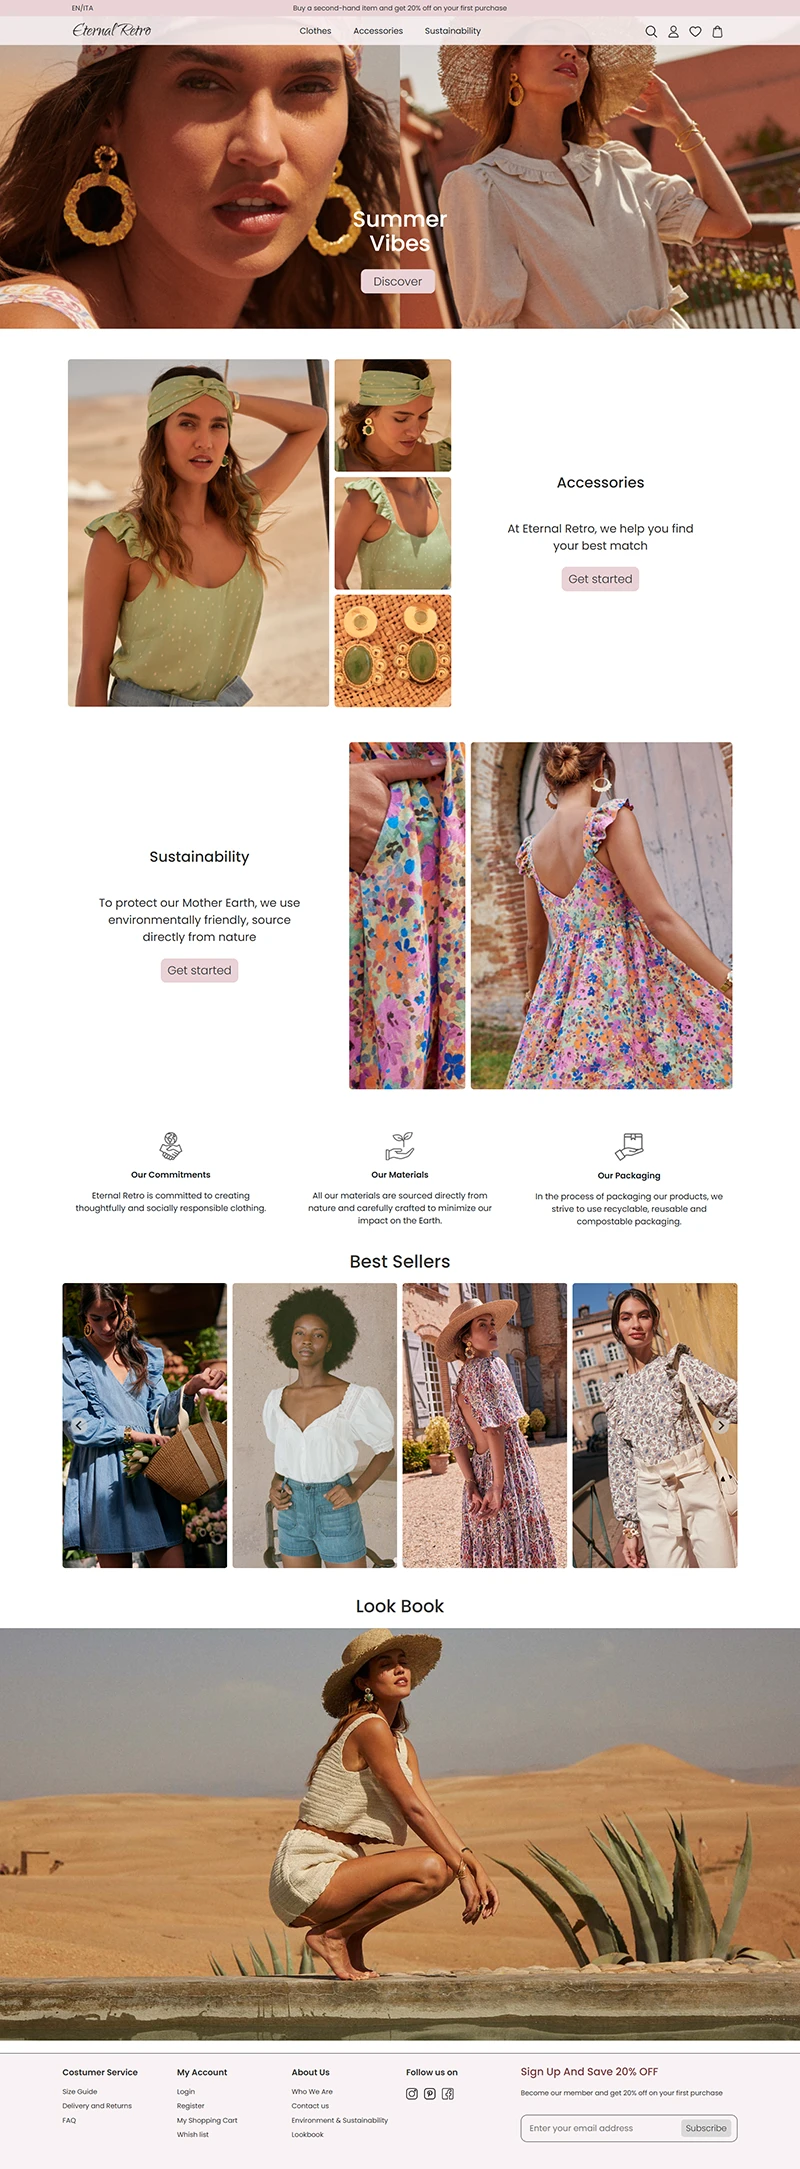 EN/ITA
Buy a second-hand item and get 20% off on your first purchase
Eternal Retro
Clothes
Accessories
Sustainability
Summer
Vibes
Discover
Accessories
At Eternal Retro, we help you find
your best match
Get started
Sustainability
To protect our Mother Earth, we use
environmentally friendly, source
directly from nature
Get started
Our Commitments
Eternal Retro is committed to creating
thoughtfully and socially responsible clothing.
Our Materials
All our materials are sourced directly from
nature and carefully crafted to minimize our
impact on the Earth.
Our Packaging
In the process of packaging our products, we
strive to use recyclable, reusable and
compostable packaging.
Best Sellers
Look Book
Costumer Service
Size Guide
Delivery and Returns
FAQ
My Account
Login
Register
My Shopping Cart
Whish list
About Us
Who We Are
Contact us
Environment & Sustainability
Lookbook
Follow us on
Sign Up And Save 20% OFF
Become our member and get 20% off on your first purchase
Enter your email address
Subscribe